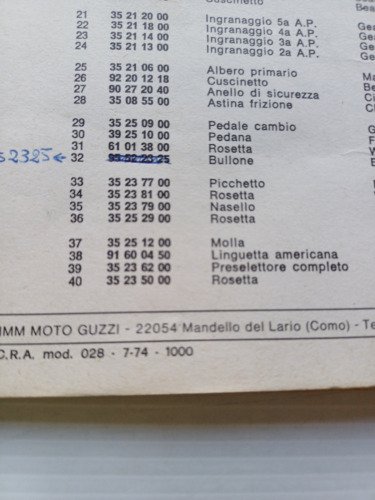 Cuscinetto
21 35 21 20 00 Ingranaggio 5a A.P.
22 35 21 18 00 Ingranaggio 4a A.P.
23 35 21 14 00 Ingranaggio 3a A.P.
24 35 21 13 00 Ingranaggio 2a A.P.
25 35 21 06 00 Albero primario
26 92 20 12 18 Cuscinetto
27 90 27 20 40 Anello di sicurezza
28 35 08 55 00 Astina frizione
29 35 25 09 00 Pedale cambio
30 39 25 10 00 Pedana
31 61 01 38 00 Rosetta
52325 ← 32 Bullone
33 35 23 77 00 Picchetto
34 35 23 81 00 Rosetta
35 35 23 79 00 Nasello
36 35 25 29 00 Rosetta
37 35 25 12 00 Molla
38 91 60 04 50 Linguetta americana
39 35 23 62 00 Preselettore completo
40 35 23 50 00 Rosetta
IMM MOTO GUZZI - 22054 Mandello del Lario (Como) - Te
C.R.A. mod. 028 - 7-74 - 1000